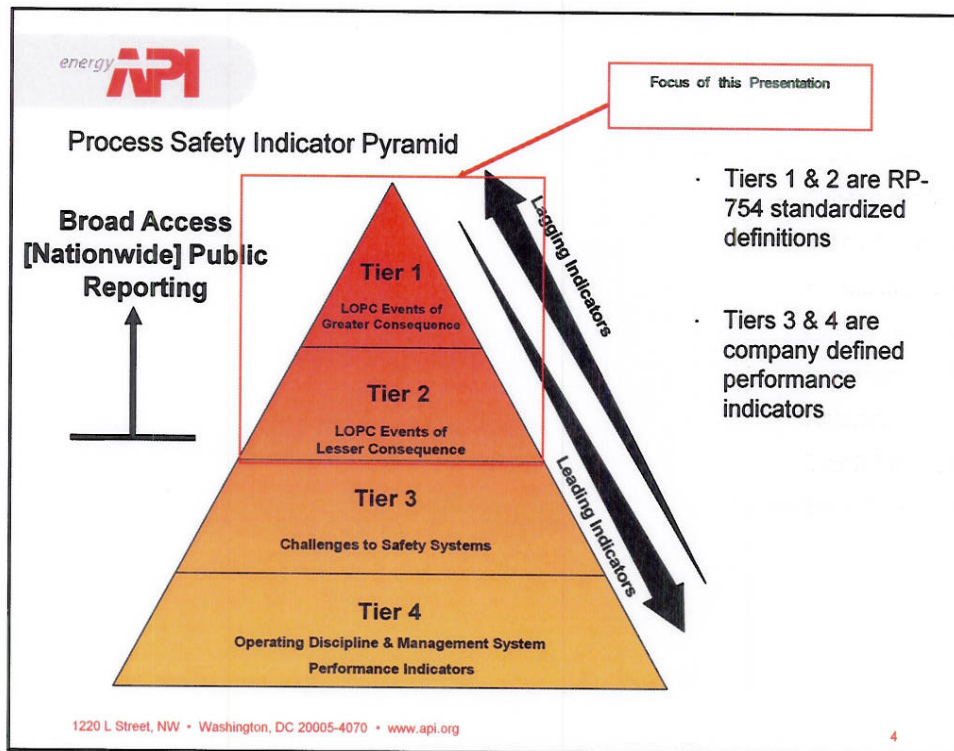 energy API
Focus of this Presentation
Process Safety Indicator Pyramid
Broad Access
[Nationwide] Public
Reporting
Tier 1
LOPC Events of
Greater Consequence
Tier 2
LOPC Events of
Lesser Consequence
Tier 3
Challenges to Safety Systems
Tier 4
Operating Discipline & Management System
Performance Indicators
Lagging Indicators
Leading Indicators
· Tiers 1 & 2 are RP-
754 standardized
definitions
· Tiers 3 & 4 are
company defined
performance
indicators
1220 L Street, NW • Washington, DC 20005-4070 • www.api.org
4